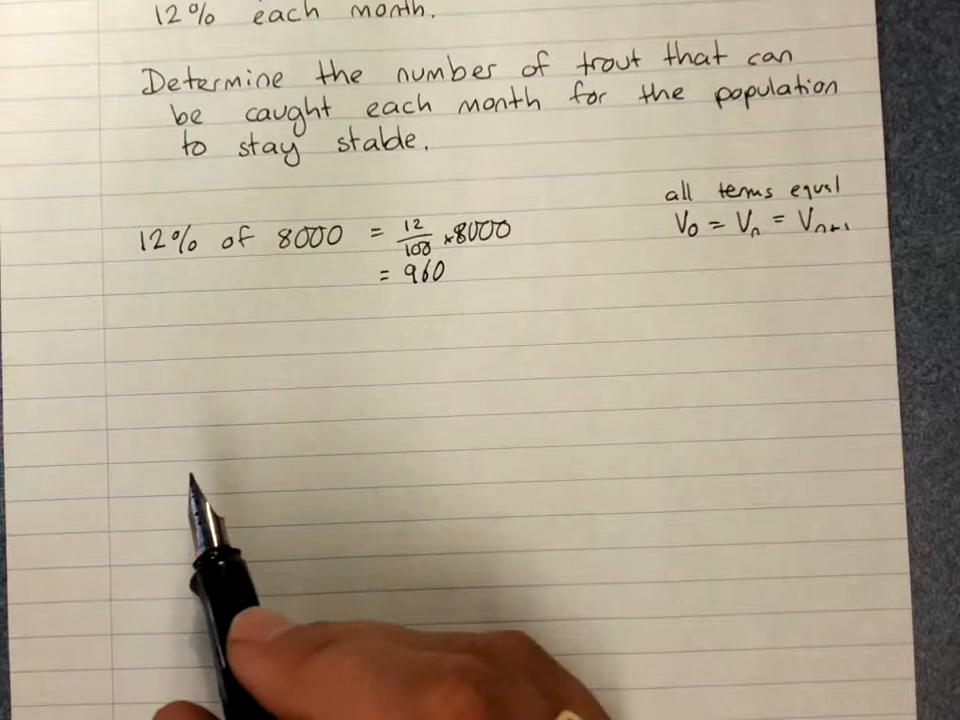 12% each month.
Determine the number of trout that can
be caught each month for the population
to stay stable.
all terms equal
V₀ = Vₙ = Vₙ₊₁
12% of 8000 = 12/100 × 8000
= 960